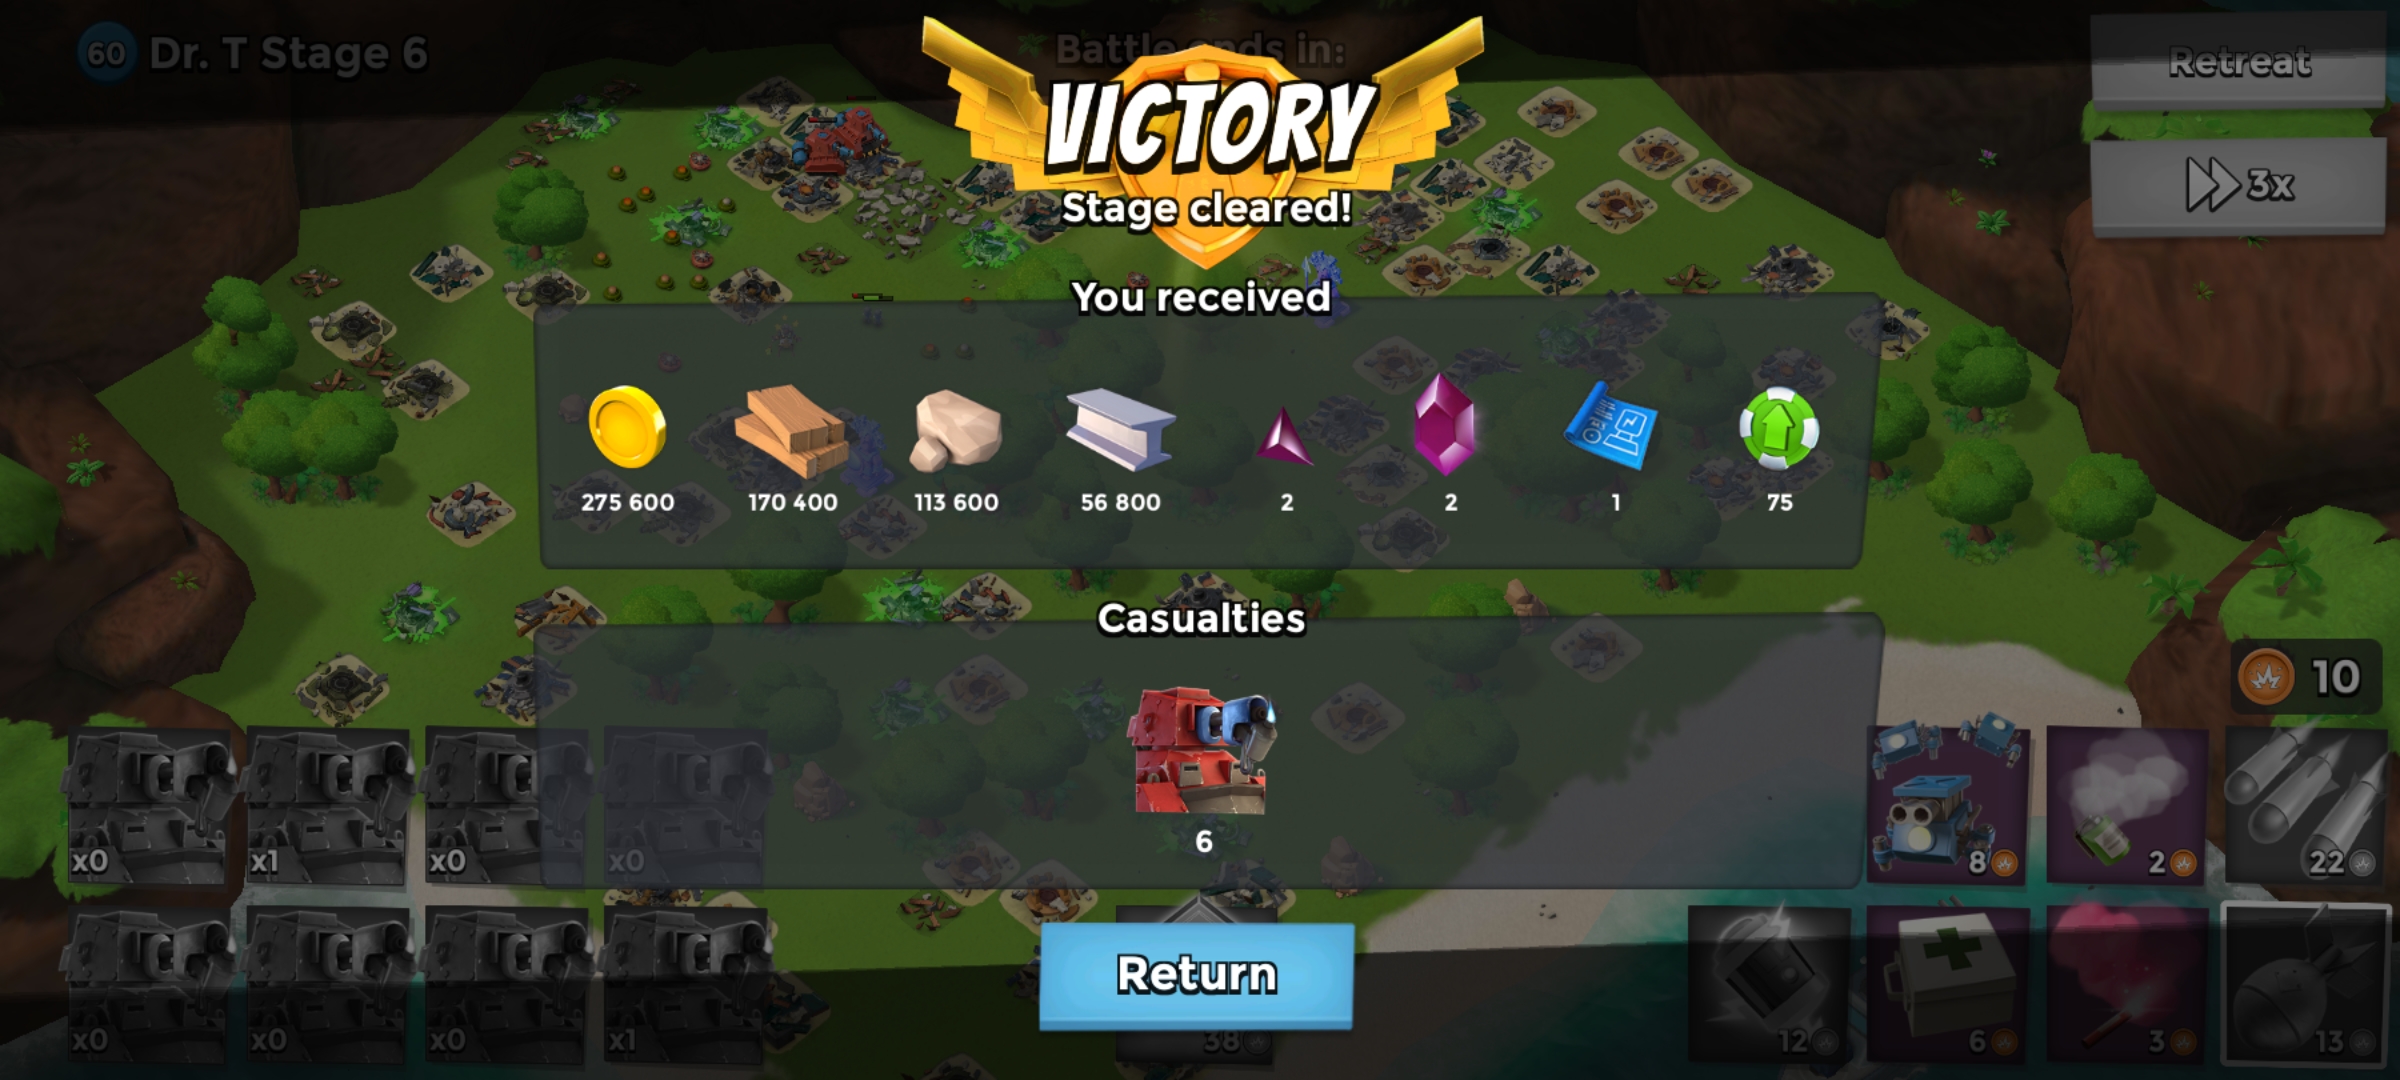 60 Dr. T Stage 6
Battle ends in:
Retreat
3x
VICTORY
Stage cleared!
You received
275 600
170 400
113 600
56 800
2
2
1
75
Casualties
6
10
x0
x1
x0
x0
8
2
22
x0
x0
x0
x1
38
12
6
3
13
Return